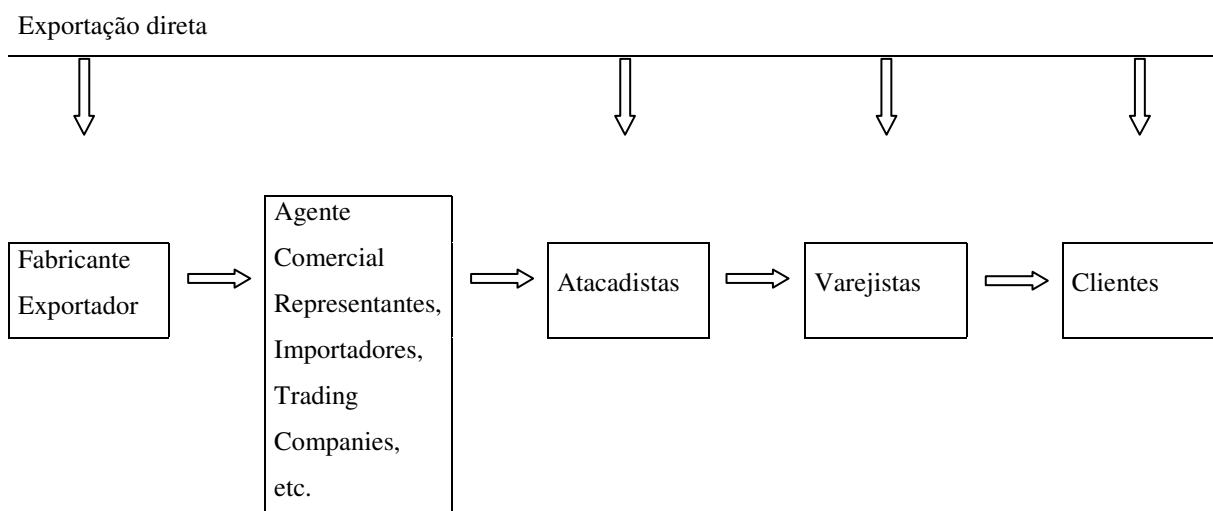 Exportação direta
Fabricante
Exportador
Agente
Comercial
Representantes,
Importadores,
Trading
Companies,
etc.
Atacadistas
Varejistas
Clientes